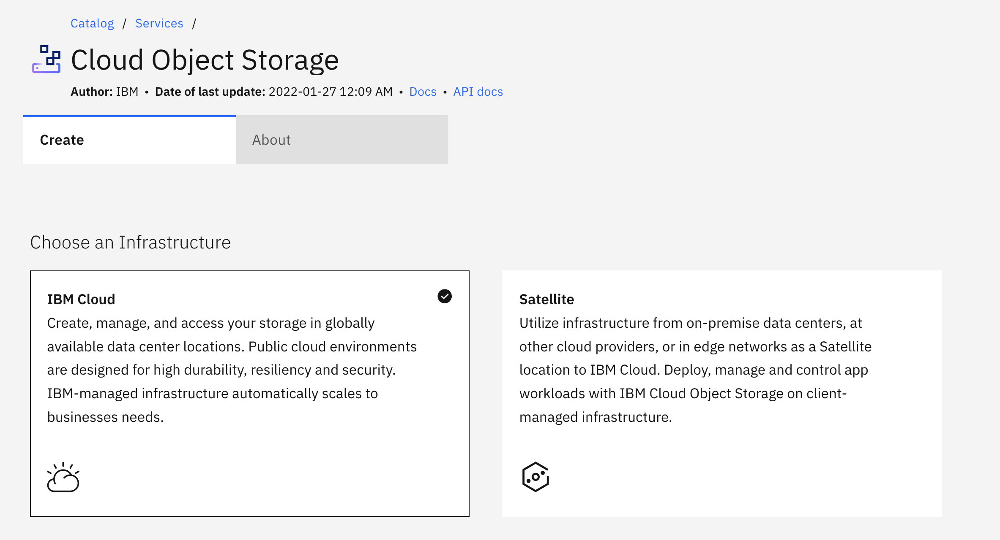 Catalog / Services /
Cloud Object Storage
Author: IBM • Date of last update: 2022-01-27 12:09 AM • Docs • API docs
Create
About
Choose an Infrastructure
IBM Cloud
Create, manage, and access your storage in globally
available data center locations. Public cloud environments
are designed for high durability, resiliency and security.
IBM-managed infrastructure automatically scales to
businesses needs.
Satellite
Utilize infrastructure from on-premise data centers, at
other cloud providers, or in edge networks as a Satellite
location to IBM Cloud. Deploy, manage and control app
workloads with IBM Cloud Object Storage on client-
managed infrastructure.